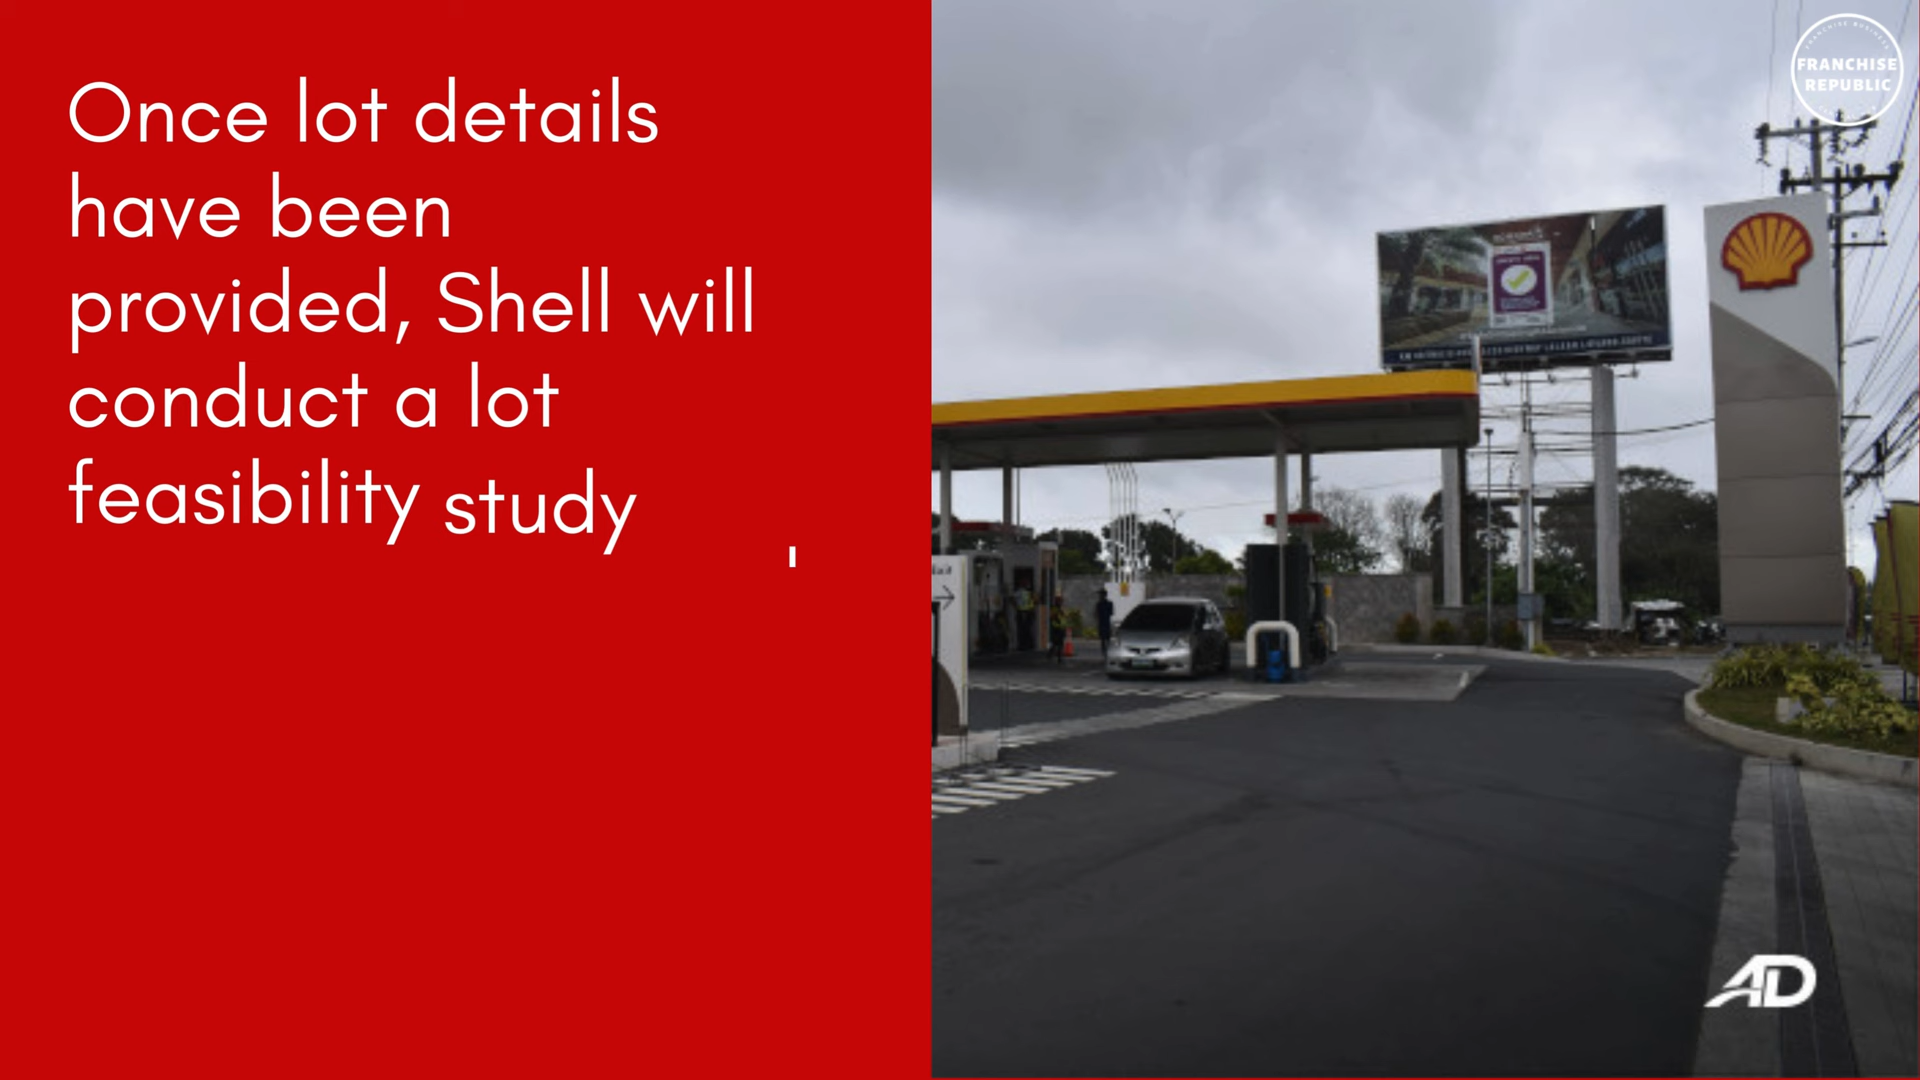 Once lot details
have been
provided, Shell will
conduct a lot
feasibility study
FRANCHISE
REPUBLIC
AD